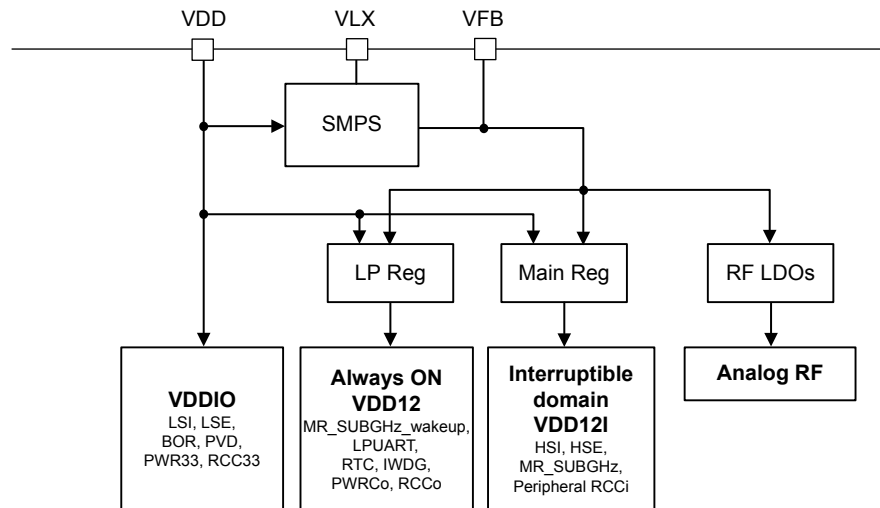 VDD VLX VFB
SMPS
LP Reg Main Reg RF LDOs
VDDIO
LSI, LSE,
BOR, PVD,
PWR33, RCC33
Always ON
VDD12
MR_SUBGHz_wakeup,
LPUART,
RTC, IWDG,
PWRCo, RCCo
Interruptible
domain
VDD12I
HSI, HSE,
MR_SUBGHz,
Peripheral RCCi
Analog RF